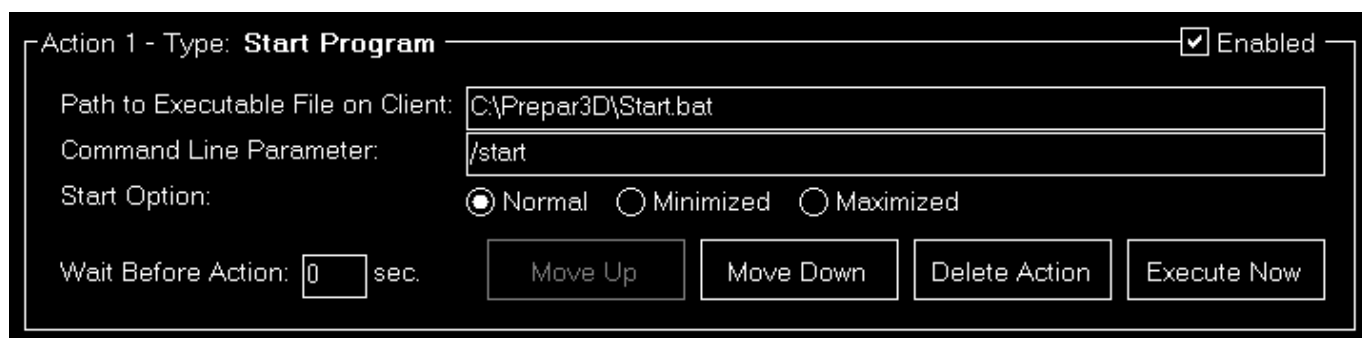 Action 1 - Type: Start Program Enabled
Path to Executable File on Client: C:\Prepar3D\Start.bat
Command Line Parameter: /start
Start Option: Normal Minimized Maximized
Wait Before Action: 0 sec. Move Up Move Down Delete Action Execute Now